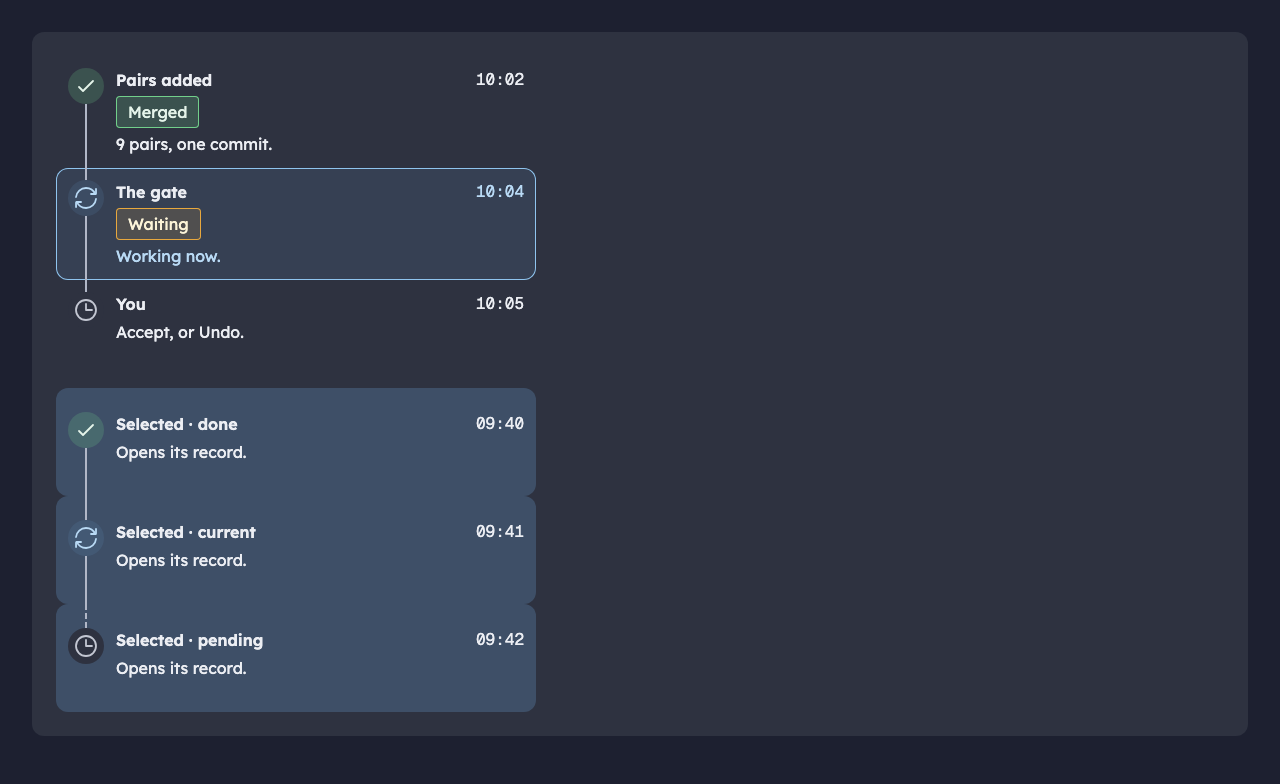 Pairs added 10:02
Merged
9 pairs, one commit.
The gate 10:04
Waiting
Working now.
You 10:05
Accept, or Undo.
Selected · done 09:40
Opens its record.
Selected · current 09:41
Opens its record.
Selected · pending 09:42
Opens its record.